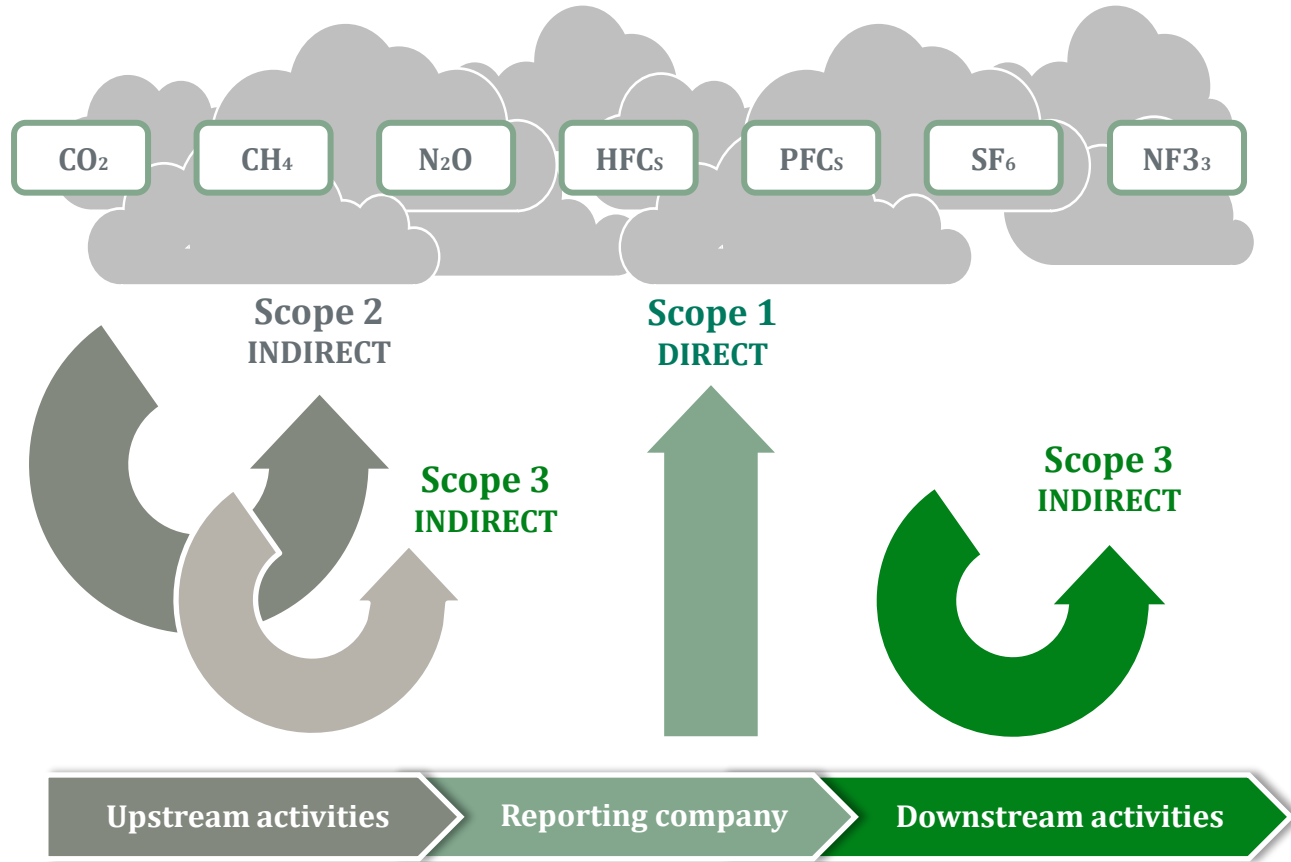 CO₂
CH₄
N₂O
HFCs
PFCs
SF₆
NF3₃
Scope 2
INDIRECT
Scope 1
DIRECT
Scope 3
INDIRECT
Scope 3
INDIRECT
Upstream activities
Reporting company
Downstream activities